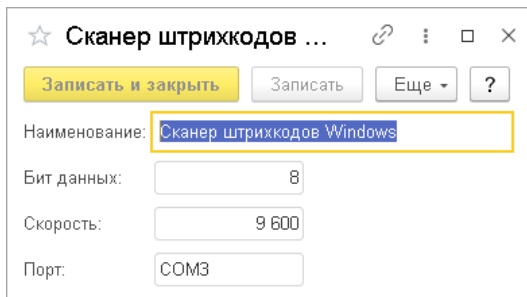 Сканер штрихкодов ...
Записать и закрыть Записать Еще ?
Наименование: Сканер штрихкодов Windows
Бит данных: 8
Скорость: 9 600
Порт: COM3